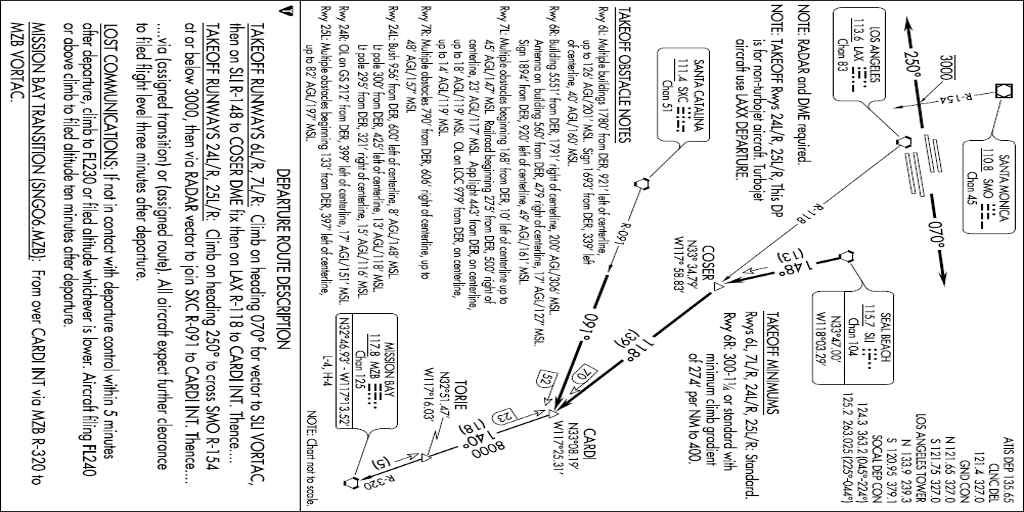 ATIS DEP 135.65
CLNC DEL
121.4 327.0
GND CON
N 121.65 327.0
S 121.75 327.0
LOS ANGELES TOWER
N 133.9 239.3
S 120.95 379.1
SOCAL DEP CON
124.3 363.2 (045°-224°)
125.2 263.025 (225°-044°)
SANTA MONICA
110.8 SMO
Chan 45
R-154
3000
250°
070°
LOS ANGELES
113.6 LAX
Chan 83
R-118
NOTE: RADAR and DME required.
NOTE: TAKEOFF Rwys 24L/R, 25L/R, This DP
is for non-turbojet aircraft. Turbojet
aircraft use LAXX DEPARTURE.
SEAL BEACH
115.7 SLI
Chan 104
N33°47.00'
W118°03.29'
148°
(13)
COSER
N33° 34.79'
W117° 58.83'
TAKEOFF MINIMUMS
Rwys 6L, 7L/R, 24L/R, 25L/R: Standard.
Rwy 6R: 300-1½ or standard with
minimum climb gradient
of 274' per NM to 400.
SANTA CATALINA
111.4 SXC
Chan 51
R-091
091°
118°
(39)
70
52
CARDI
N33°08.19'
W117°25.31'
23
8000
140°
(18)
TORIE
N32°51.47'
W117°16.03'
(5)
R-320
MISSION BAY
117.8 MZB
Chan 125
N32°46.93' - W117°13.52'
L-4, H-4
NOTE: Chart not to scale.
TAKEOFF OBSTACLE NOTES
Rwy 6L: Multiple buildings 1780' from DER, 921' left of centerline,
up to 126' AGL/201' MSL. Sign 1693' from DER, 339' left
of centerline, 40' AGL/160' MSL.
Rwy 6R: Building 5551' from DER, 1791' right of centerline, 200' AGL/306' MSL.
Antenna on building 560' from DER, 479 right of centerline, 17' AGL/127' MSL.
Sign 1894' from DER, 920' left of centerline, 49' AGL/161' MSL.
Rwy 7L: Multiple obstacles beginning 168' from DER, 10' left of centerline up to
45' AGL/147 MSL. Railroad beginning 275' from DER, 500' right of
centerline, 23' AGL/117' MSL. App light 443' from DER, on centerline,
up to 18' AGL/119' MSL. OL on LOC 979' from DER, on centerline,
up to 14' AGL/119' MSL.
Rwy 7R: Multiple obstacles 790' from DER, 606' right of centerline, up to
48' AGL/157 MSL.
Rwy 24L: Bush 756' from DER, 600' left of centerline, 8' AGL/148' MSL.
Lt pole 300' from DER, 425' left of centerline, 13' AGL/118' MSL.
Lt pole 295' from DER, 321' right of centerline, 15' AGL/116' MSL.
Rwy 24R: OL on GS 212' from DER, 399' left of centerline, 17' AGL/151' MSL.
Rwy 25L: Multiple obstacles beginning 133' from DER, 397' left of centerline,
up to 82' AGL/197' MSL.
DEPARTURE ROUTE DESCRIPTION
TAKEOFF RUNWAYS 6L/R, 7L/R: Climb on heading 070° for vector to SLI VORTAC,
then on SLI R-148 to COSER DME fix then on LAX R-118 to CARDI INT. Thence....
TAKEOFF RUNWAYS 24L/R, 25L/R: Climb on heading 250° to cross SMO R-154
at or below 3000, then via RADAR vector to join SXC R-091 to CARDI INT. Thence....
....via (assigned transition) or (assigned route). All aircraft expect further clearance
to filed flight level three minutes after departure.
LOST COMMUNICATIONS: If not in contact with departure control within 5 minutes
after departure, climb to FL230 or filed altitude whichever is lower. Aircraft filing FL240
or above climb to filed altitude ten minutes after departure.
MISSION BAY TRANSITION (SNGO6.MZB): From over CARDI INT via MZB R-320 to
MZB VORTAC.